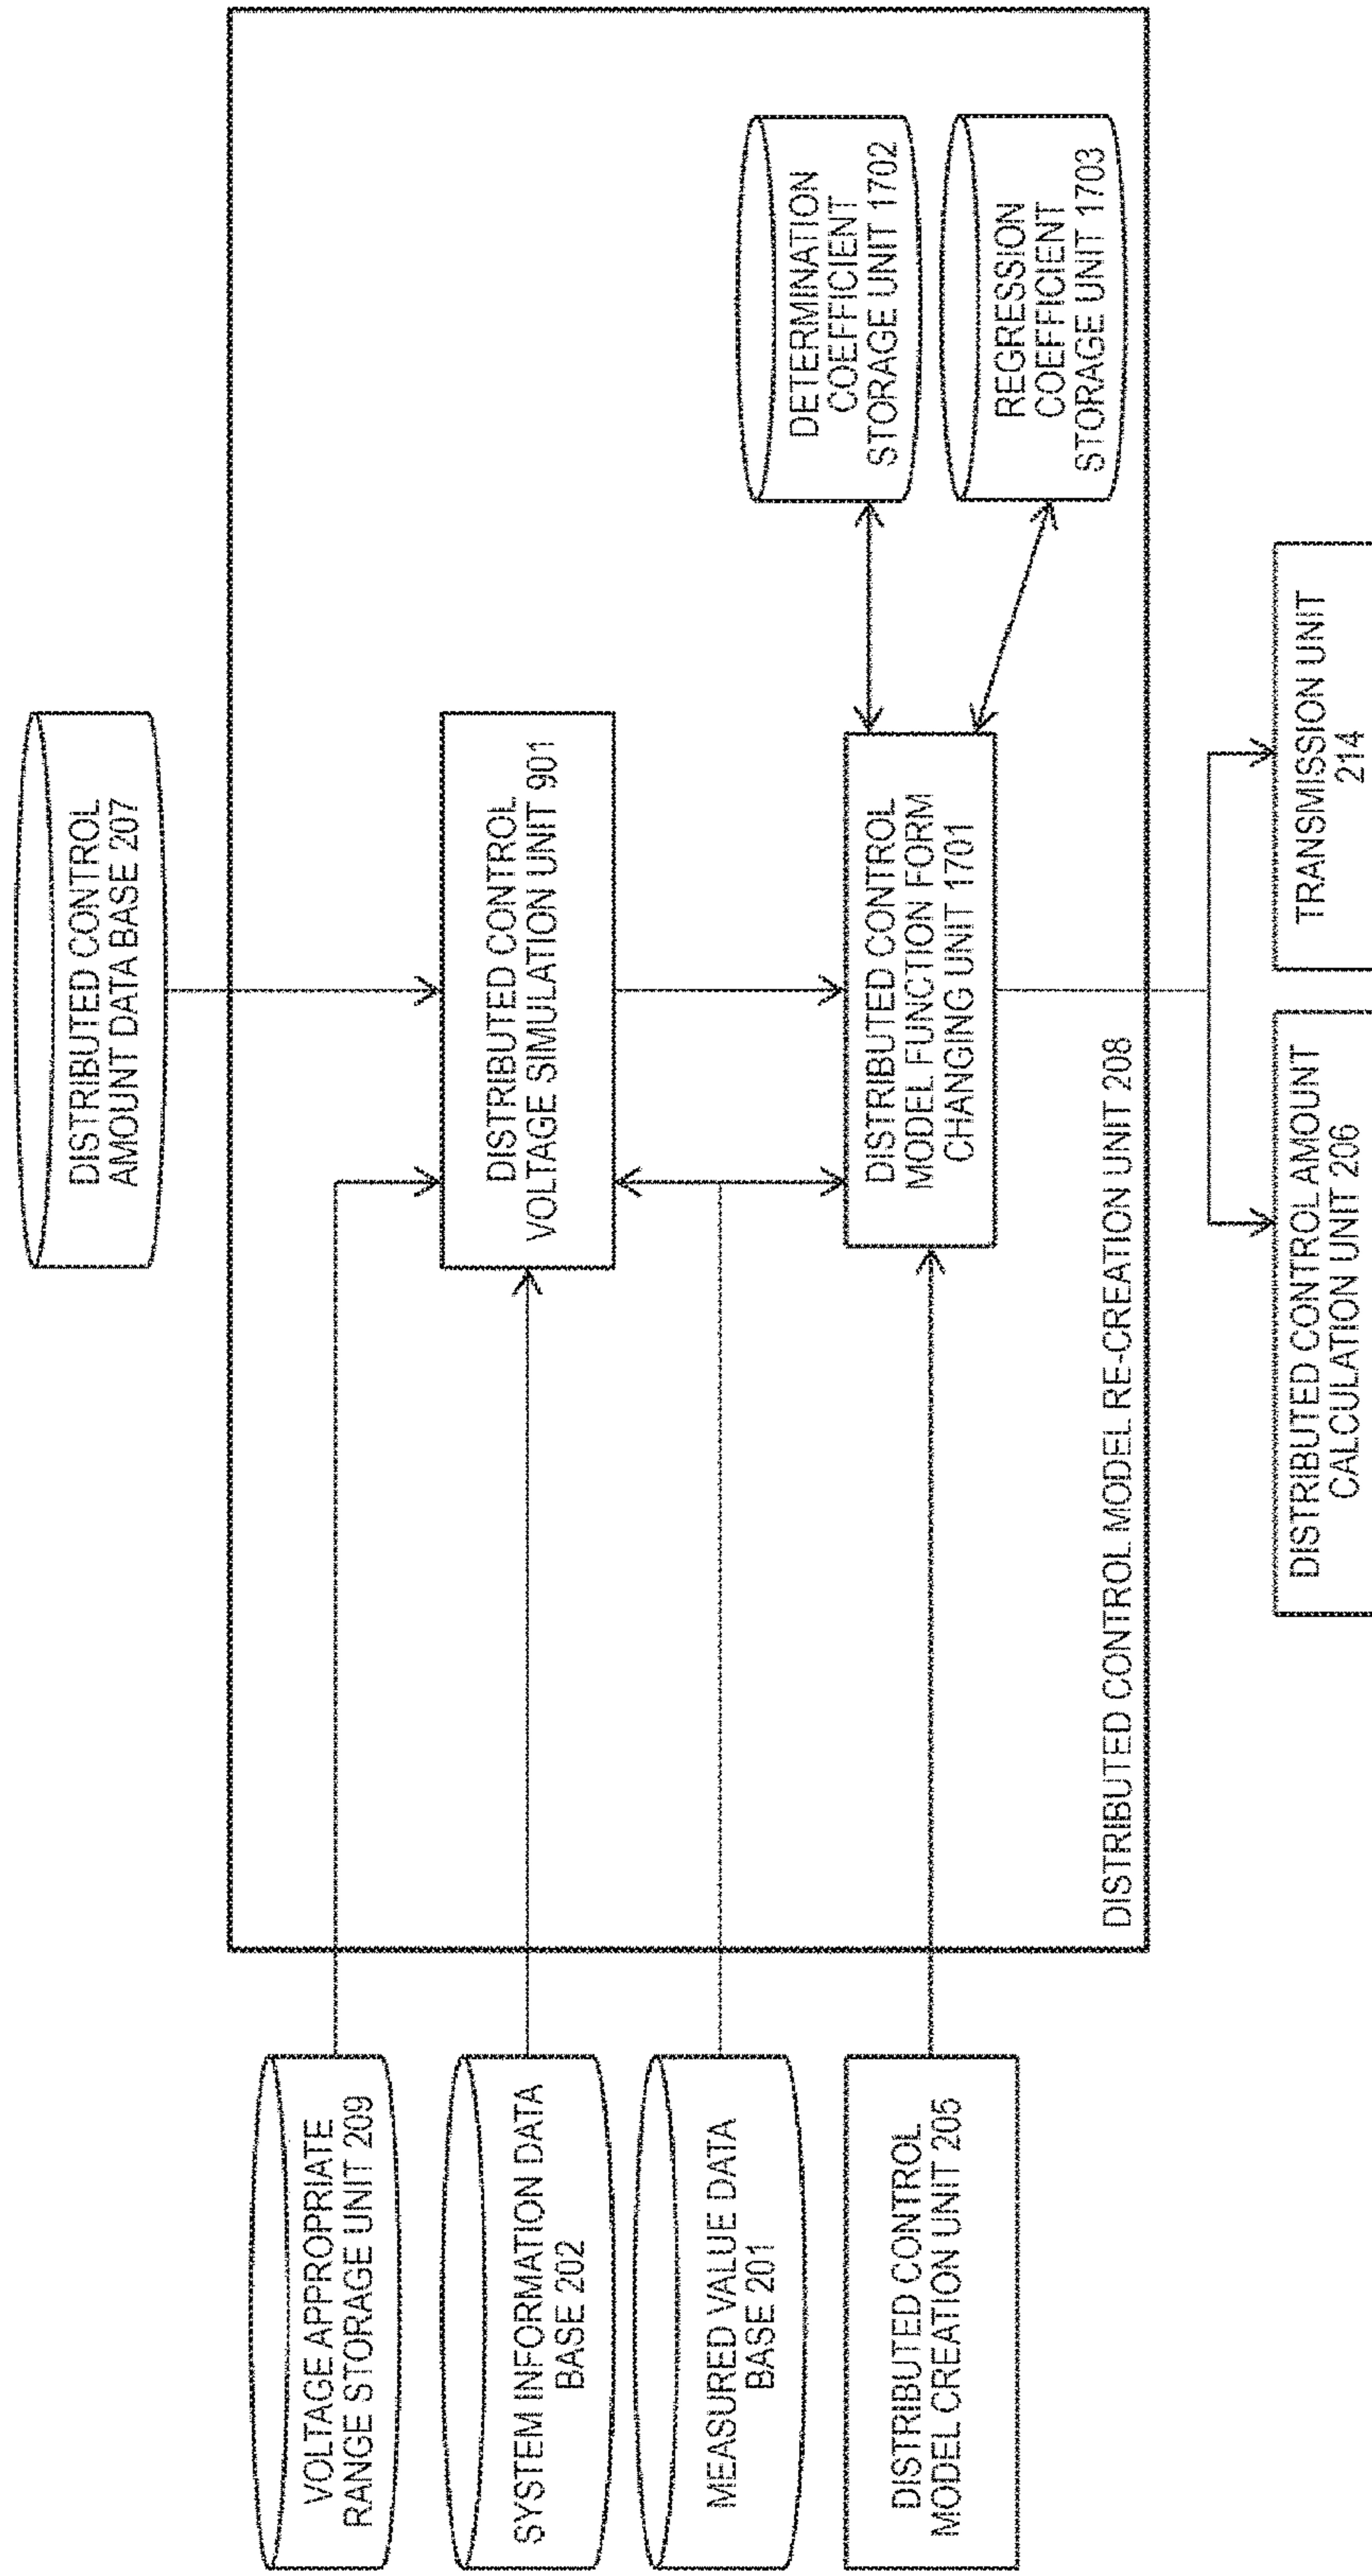 DISTRIBUTED CONTROL
AMOUNT DATA BASE 207
VOLTAGE APPROPRIATE
RANGE STORAGE UNIT 209
SYSTEM INFORMATION DATA
BASE 202
MEASURED VALUE DATA
BASE 201
DISTRIBUTED CONTROL
MODEL CREATION UNIT 205
DISTRIBUTED CONTROL
VOLTAGE SIMULATION UNIT 901
DISTRIBUTED CONTROL
MODEL FUNCTION FORM
CHANGING UNIT 1701
DETERMINATION
COEFFICIENT
STORAGE UNIT 1702
REGRESSION
COEFFICIENT
STORAGE UNIT 1703
DISTRIBUTED CONTROL MODEL RE-CREATION UNIT 208
DISTRIBUTED CONTROL AMOUNT
CALCULATION UNIT 206
TRANSMISSION UNIT
214